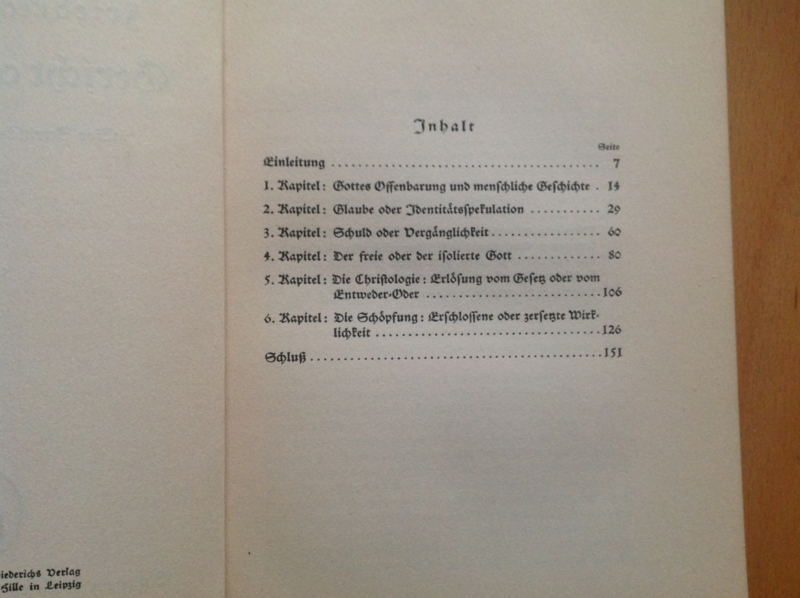 Inhalt
Seite
Einleitung . . . . . . . . . . . . . . . . . . . . . . . . . . . . . . . . . . . . . . . 7
1. Kapitel: Gottes Offenbarung und menschliche Geschichte . 14
2. Kapitel: Glaube oder Identitätsspekulation . . . . . . . . . . 29
3. Kapitel: Schuld oder Vergänglichkeit . . . . . . . . . . . . . . . . 60
4. Kapitel: Der freie oder der isolierte Gott . . . . . . . . . . . . 80
5. Kapitel: Die Christologie: Erlösung vom Gesetz oder vom
Entweder-Oder . . . . . . . . . . . . . . . . . . . . . . . . . 106
6. Kapitel: Die Schöpfung: Erschlossene oder zersetzte Wirk-
lichkeit . . . . . . . . . . . . . . . . . . . . . . . . . . . . . . . . 126
Schluß . . . . . . . . . . . . . . . . . . . . . . . . . . . . . . . . . . . . . . . . . 151
iederichs Verlag
Hille in Leipzig